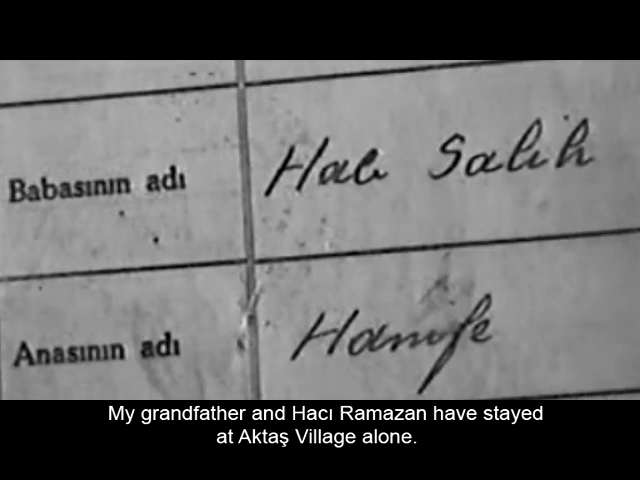 Babasının adı Hacı Salih
Anasının adı Hanife
My grandfather and Hacı Ramazan have stayed
at Aktaş Village alone.